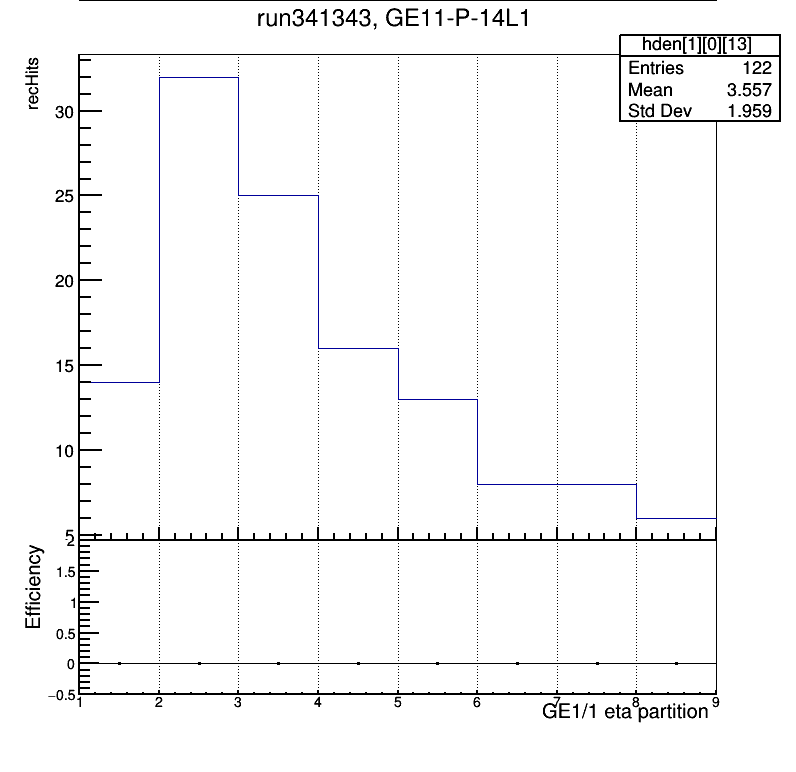 run341343, GE11-P-14L1
hden[1][0][13]
Entries 122
Mean 3.557
Std Dev 1.959
recHits
30
25
20
15
10
5
Efficiency
2
1.5
1
0.5
0
−0.5
1 2 3 4 5 6 7 8 9
GE1/1 eta partition